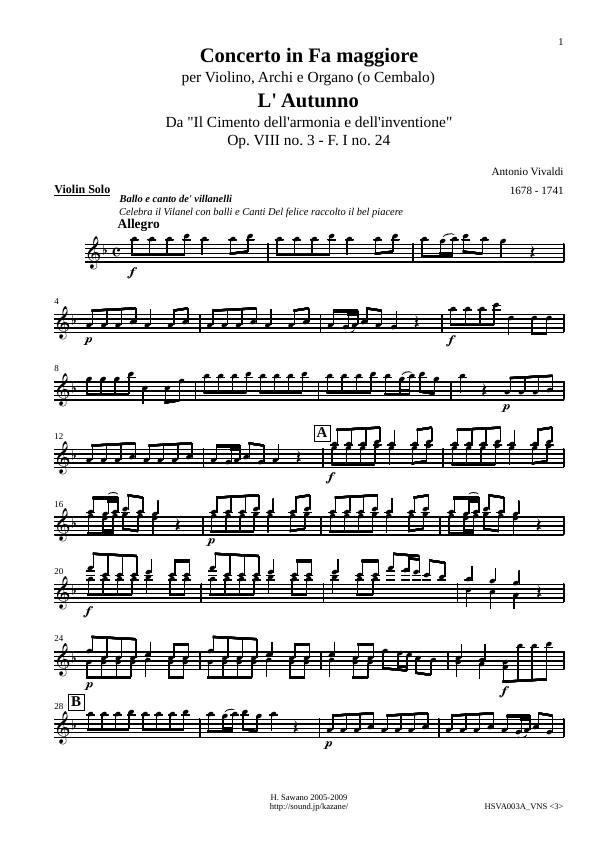 1
Concerto in Fa maggiore
per Violino, Archi e Organo (o Cembalo)
L' Autunno
Da "Il Cimento dell'armonia e dell'inventione"
Op. VIII no. 3 - F. I no. 24
Antonio Vivaldi
1678 - 1741
Violin Solo
Ballo e canto de' villanelli
Celebra il Vilanel con balli e Canti Del felice raccolto il bel piacere
Allegro
f
4
p
f
8
p
12
A
f
16
p
20
f
24
p
f
28
B
p
H. Sawano 2005-2009
http://sound.jp/kazane/
HSVA003A_VNS <3>